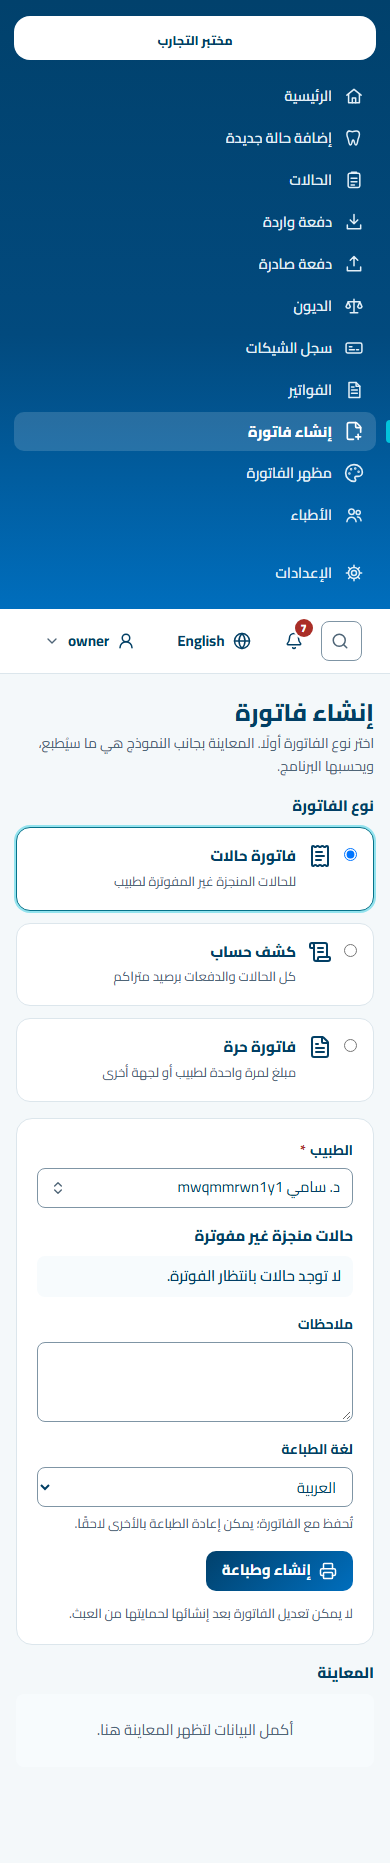 مختبر التجارب
الرئيسية
إضافة حالة جديدة
الحالات
دفعة واردة
دفعة صادرة
الديون
سجل الشيكات
الفواتير
إنشاء فاتورة
مظهر الفاتورة
الأطباء
الإعدادات
7
English
owner
إنشاء فاتورة
اختر نوع الفاتورة أولًا. المعاينة بجانب النموذج هي ما سيُطبع،
ويحسبها البرنامج.
نوع الفاتورة
فاتورة حالات
للحالات المنجزة غير المفوترة لطبيب
كشف حساب
كل الحالات والدفعات برصيد متراكم
فاتورة حرة
مبلغ لمرة واحدة لطبيب أو لجهة أخرى
الطبيب *
د. سامي mwqmmrwn1y1
حالات منجزة غير مفوترة
لا توجد حالات بانتظار الفوترة.
ملاحظات
لغة الطباعة
العربية
تُحفظ مع الفاتورة؛ يمكن إعادة الطباعة بالأخرى لاحقًا.
إنشاء وطباعة
لا يمكن تعديل الفاتورة بعد إنشائها لحمايتها من العبث.
المعاينة
أكمل البيانات لتظهر المعاينة هنا.